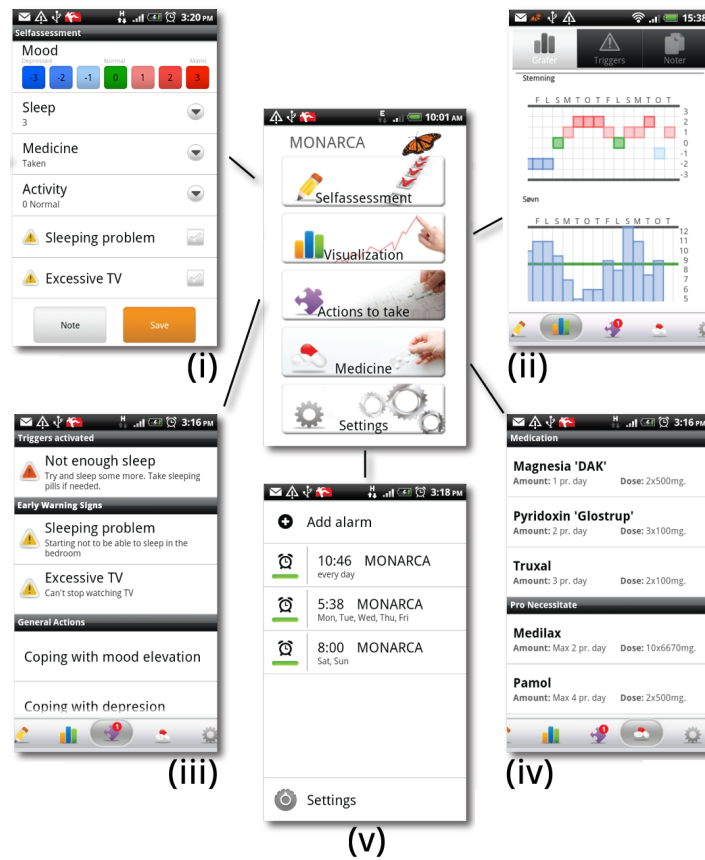 3:20 PM
Selfassessment
Mood
Depressed Normal Manic
-3 -2 -1 0 1 2 3
Sleep
3
Medicine
Taken
Activity
0 Normal
Sleeping problem
Excessive TV
Note Save
(i)
10:01 AM
MONARCA
Selfassessment
Visualization
Actions to take
Medicine
Settings
15:38
Grafer Triggers Noter
Stemning
F L S M T O T F L S M T O T
3
2
1
0
-1
-2
-3
Søvn
F L S M T O T F L S M T O T
12
11
10
9
8
7
6
5
1
(ii)
H 3:16 PM
Triggers activated
Not enough sleep
Try and sleep some more. Take sleeping
pills if needed.
Early Warning Signs
Sleeping problem
Starting not to be able to sleep in the
bedroom
Excessive TV
Can't stop watching TV
General Actions
Coping with mood elevation
Coping with depresion
1
(iii)
H 3:18 PM
Add alarm
10:46 MONARCA
every day
5:38 MONARCA
Mon, Tue, Wed, Thu, Fri
8:00 MONARCA
Sat, Sun
Settings
(v)
H 3:16 PM
Medication
Magnesia 'DAK'
Amount: 1 pr. day Dose: 2x500mg.
Pyridoxin 'Glostrup'
Amount: 2 pr. day Dose: 3x100mg.
Truxal
Amount: 3 pr. day Dose: 2x100mg.
Pro Necessitate
Medilax
Amount: Max 2 pr. day Dose: 10x6670mg.
Pamol
Amount: Max 4 pr. day Dose: 2x500mg.
1
(iv)